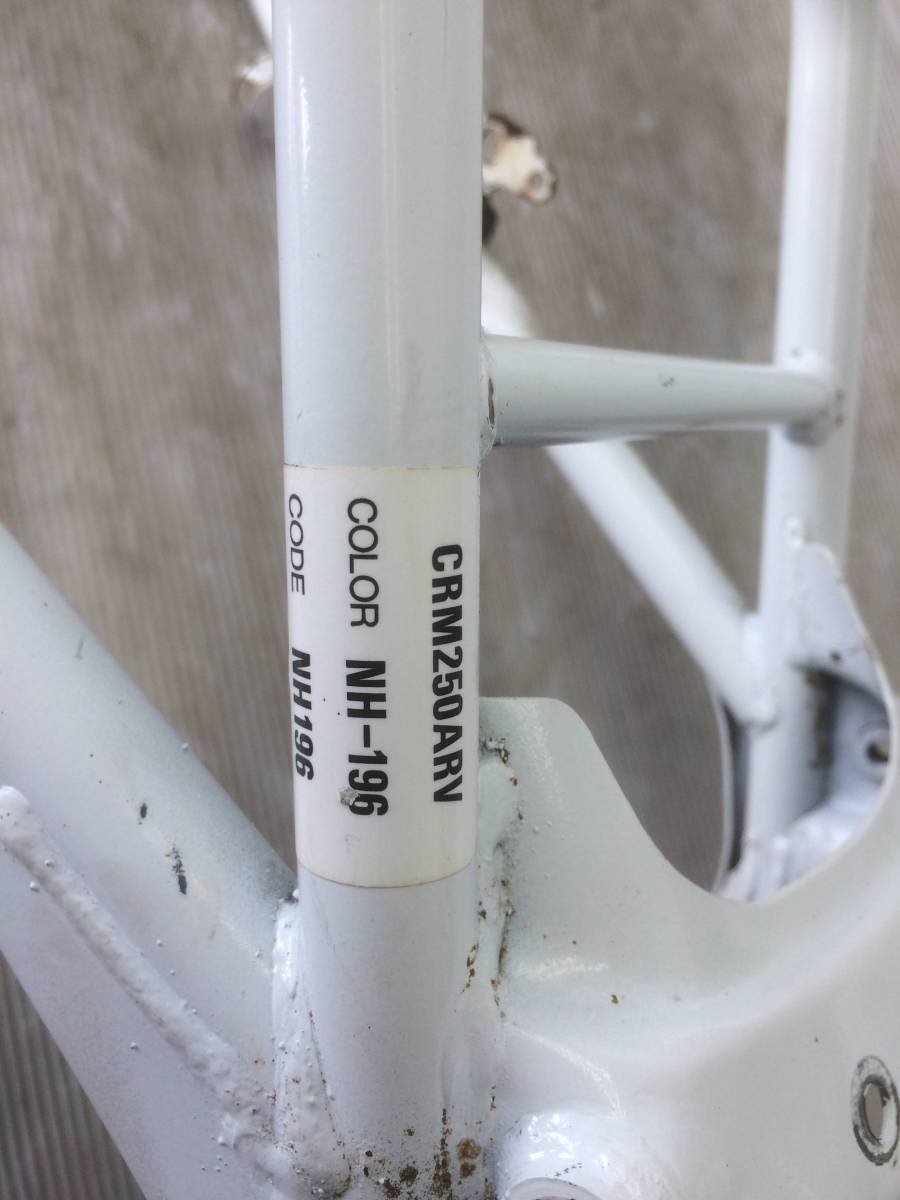 CRM250ARV
COLOR NH-196
CODE NH196